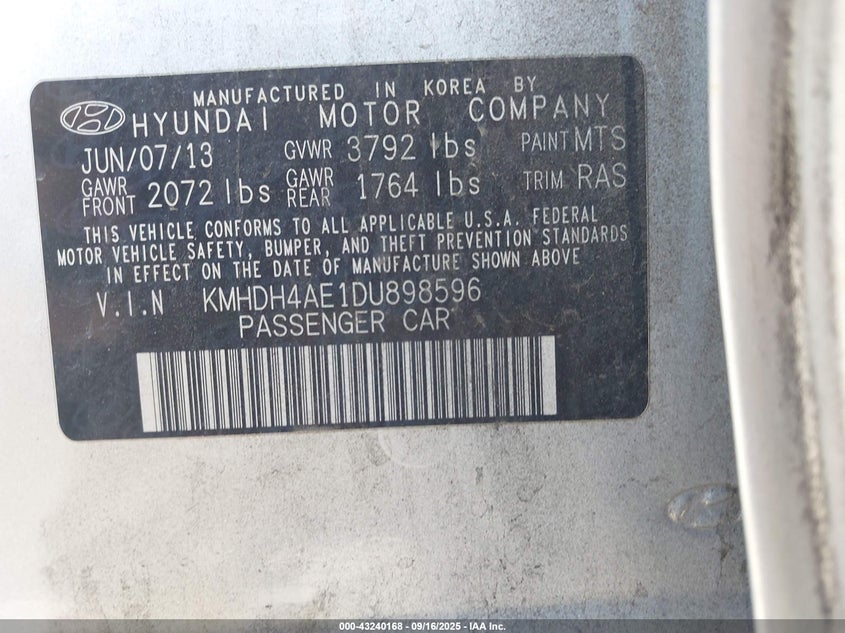 MANUFACTURED IN KOREA BY
HYUNDAI MOTOR COMPANY
JUN/07/13 GVWR 3792 lbs PAINT MTS
GAWR FRONT 2072 lbs GAWR REAR 1764 lbs TRIM RAS
THIS VEHICLE CONFORMS TO ALL APPLICABLE U.S.A. FEDERAL
MOTOR VEHICLE SAFETY, BUMPER, AND THEFT PREVENTION STANDARDS
IN EFFECT ON THE DATE OF MANUFACTURE SHOWN ABOVE
V.I.N KMHDH4AE1DU898596
PASSENGER CAR
000-43240168 - 09/16/2025 - IAA Inc.